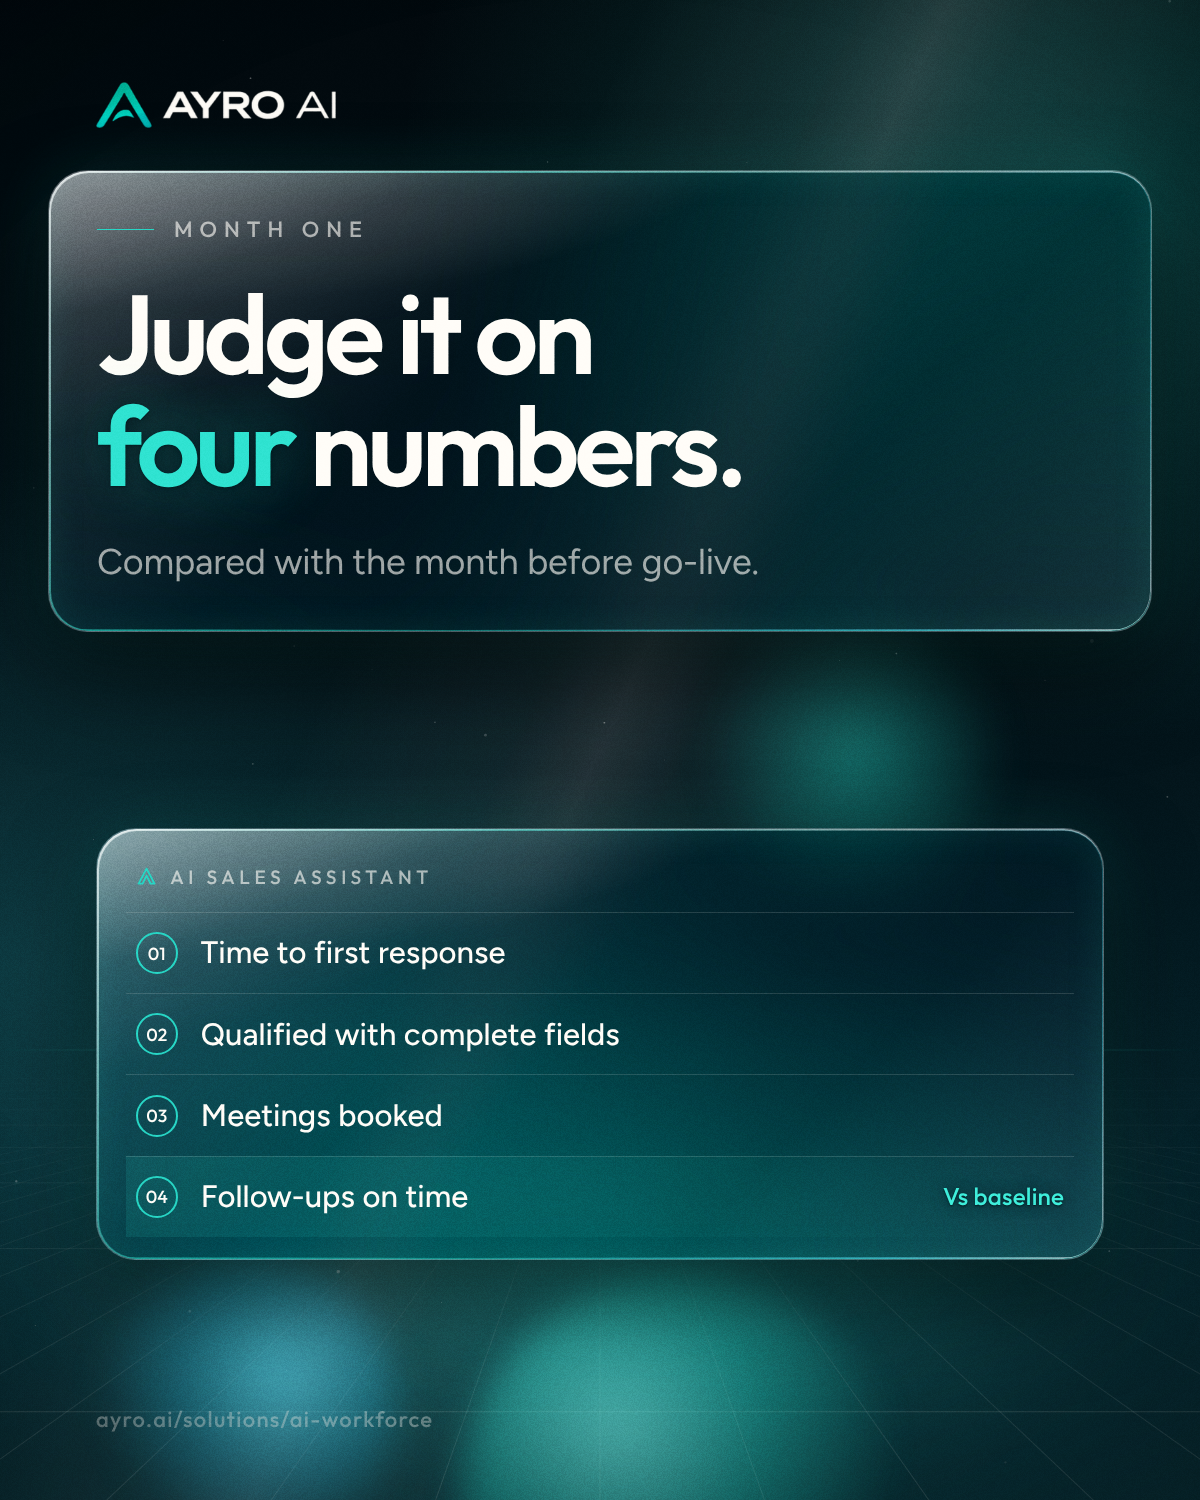 AYRO AI
MONTH ONE
Judge it on
four numbers.
Compared with the month before go-live.
AI SALES ASSISTANT
01 Time to first response
02 Qualified with complete fields
03 Meetings booked
04 Follow-ups on time Vs baseline
ayro.ai/solutions/ai-workforce